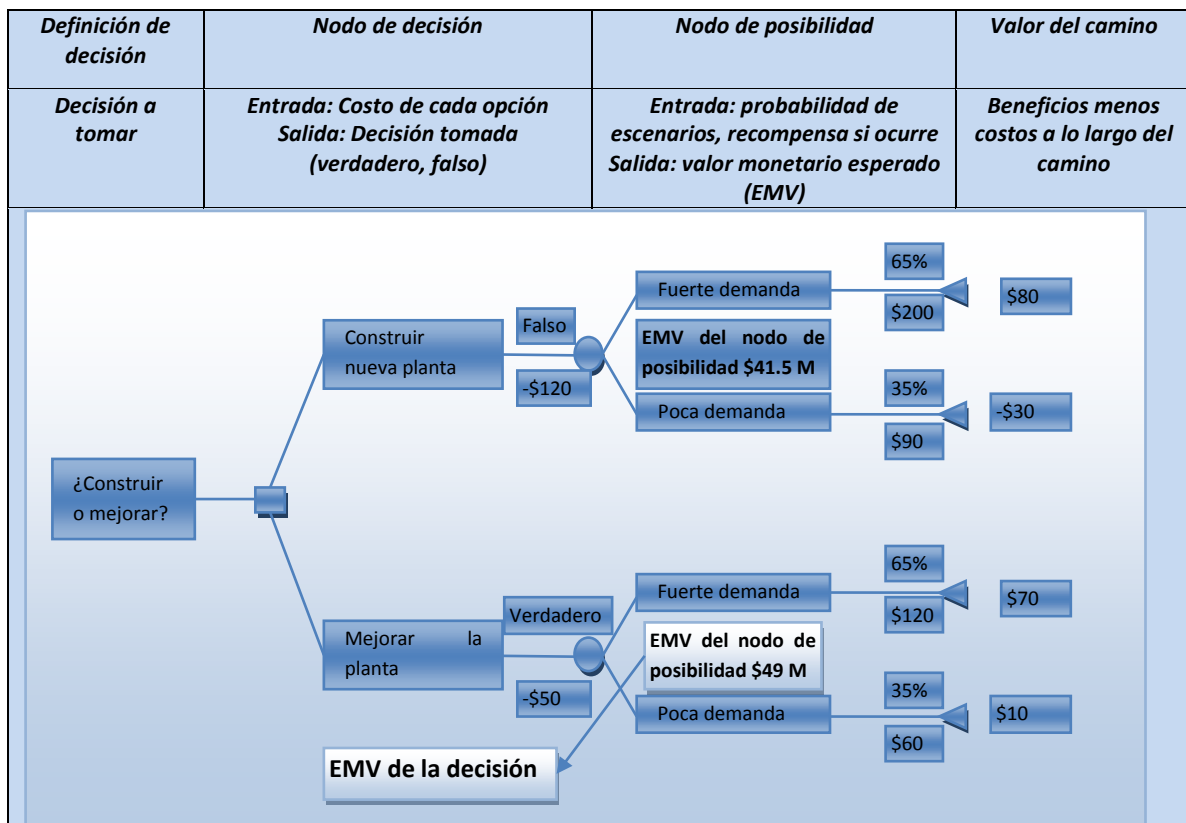 Definición de
decisión
Nodo de decisión
Nodo de posibilidad
Valor del camino
Decisión a
tomar
Entrada: Costo de cada opción
Salida: Decisión tomada
(verdadero, falso)
Entrada: probabilidad de
escenarios, recompensa si ocurre
Salida: valor monetario esperado
(EMV)
Beneficios menos
costos a lo largo del
camino
65%
Fuerte demanda
$80
$200
Falso
Construir
nueva planta
EMV del nodo de
posibilidad $41.5 M
-$120
35%
Poca demanda
-$30
$90
¿Construir
o mejorar?
65%
Fuerte demanda
$70
$120
Verdadero
Mejorar la
planta
EMV del nodo de
posibilidad $49 M
-$50
35%
Poca demanda
$10
$60
EMV de la decisión